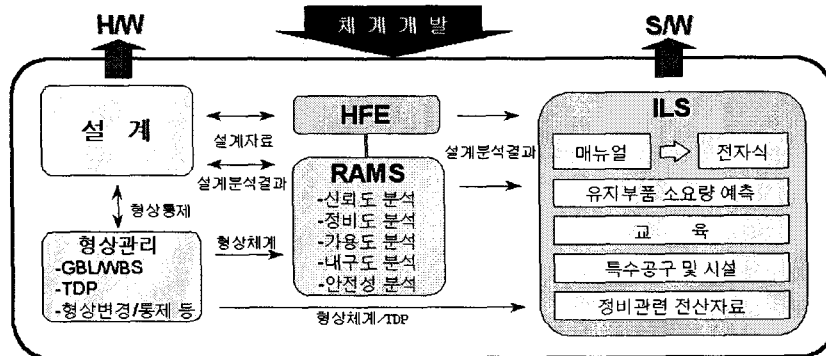 H/W
체 계 개 발
S/W
설 계
설계자료
설계분석결과
HFE
RAMS
-신뢰도 분석
-정비도 분석
-가용도 분석
-내구도 분석
-안전성 분석
설계분석결과
ILS
매뉴얼
전자식
유지부품 소요량 예측
교 육
특수공구 및 시설
정비관련 전산자료
형상통제
형상관리
-GBL/WBS
-TDP
-형상변경/통제 등
형상체계
형상체계/TDP